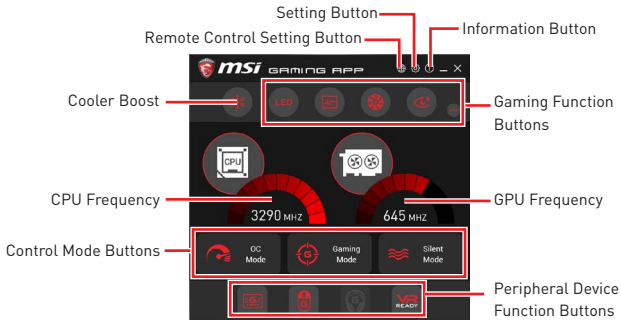 Setting Button
Information Button
Remote Control Setting Button
msi GAMING APP
Cooler Boost
LED
Gaming Function
Buttons
CPU
CPU Frequency
GPU Frequency
3290 MHZ
645 MHZ
Control Mode Buttons
OC
Mode
G
Gaming
Mode
Silent
Mode
G
G
G
VR
READY
Peripheral Device
Function Buttons